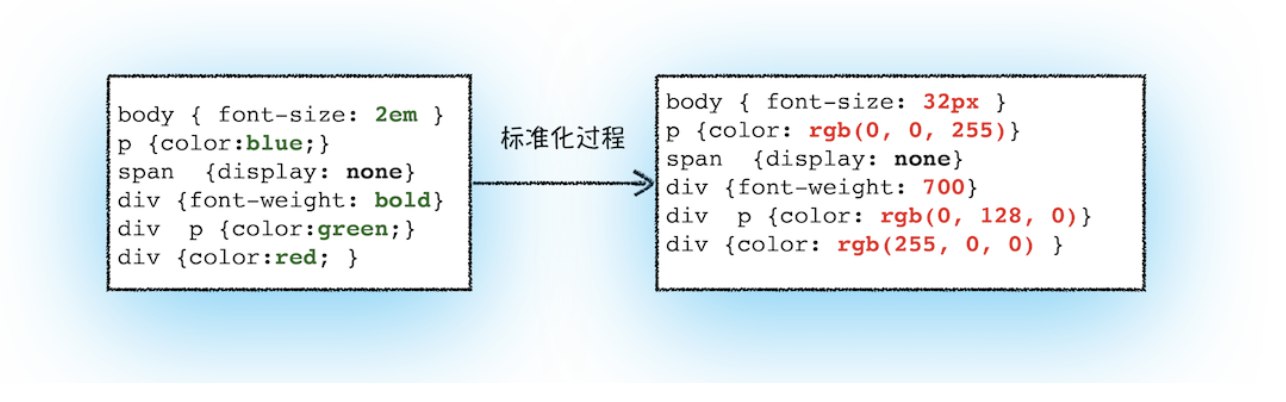 body { font-size: 2em }
p {color:blue;}
span  {display: none}
div {font-weight: bold}
div  p {color:green;}
div {color:red; }
标准化过程
body { font-size: 32px }
p {color: rgb(0, 0, 255)}
span  {display: none}
div {font-weight: 700}
div  p {color: rgb(0, 128, 0)}
div {color: rgb(255, 0, 0) }